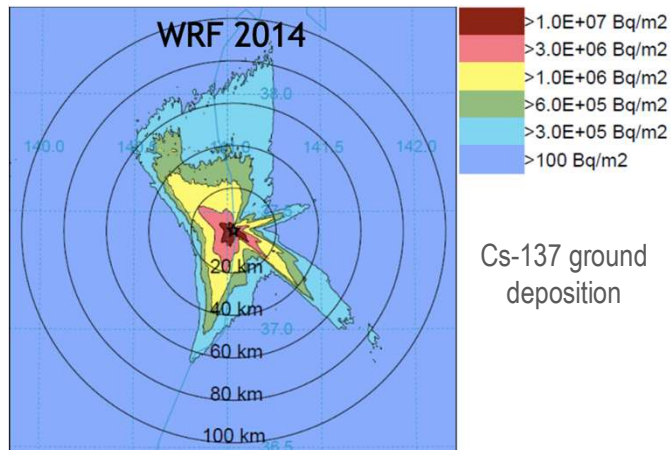 WRF 2014
>1.0E+07 Bq/m2
>3.0E+06 Bq/m2
>1.0E+06 Bq/m2
>6.0E+05 Bq/m2
>3.0E+05 Bq/m2
>100 Bq/m2
38.0
140.0
141.5
142.0
20 km
Cs-137 ground
deposition
40 km
37.0
60 km
80 km
100 km
36.5